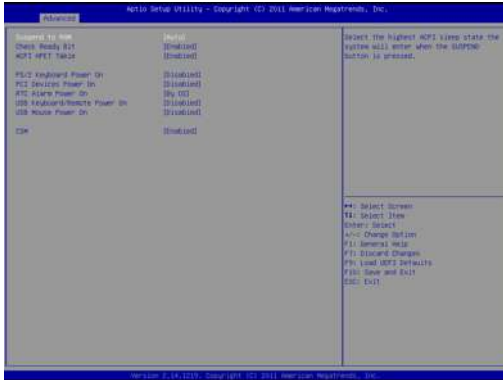 Aptio Setup Utility - Copyright (C) 2011 American Megatrends, Inc.
Advanced
Suspend to RAM [Auto]
Check Ready Bit [Enabled]
ACPI HPET Table [Enabled]
PS/2 Keyboard Power On [Disabled]
PCI Devices Power On [Disabled]
RTC Alarm Power On [By OS]
USB Keyboard/Remote Power On [Disabled]
USB Mouse Power On [Disabled]
CSM [Enabled]
Select the highest ACPI sleep state the
system will enter when the SUSPEND
button is pressed.
→←: Select Screen
↑↓: Select Item
Enter: Select
+/-: Change Option
F1: General Help
F7: Discard Changes
F9: Load UEFI Defaults
F10: Save and Exit
ESC: Exit
Version 2.14.1219. Copyright (C) 2011 American Megatrends, Inc.